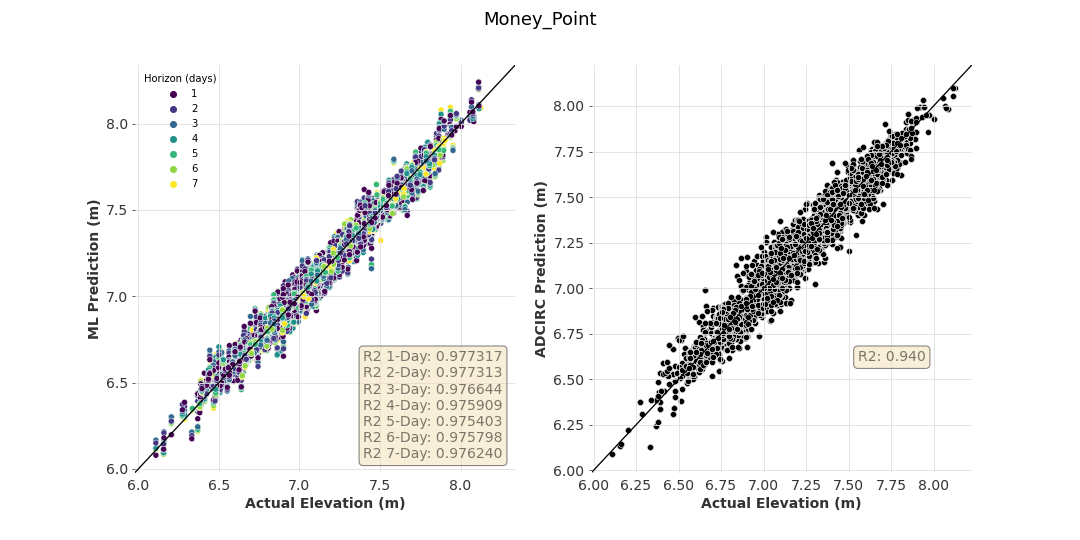 Money_Point
Horizon (days)
1
2
3
4
5
6
7
8.0
7.5
7.0
6.5
6.0
ML Prediction (m)
R2 1-Day: 0.977317
R2 2-Day: 0.977313
R2 3-Day: 0.976644
R2 4-Day: 0.975909
R2 5-Day: 0.975403
R2 6-Day: 0.975798
R2 7-Day: 0.976240
6.0 6.5 7.0 7.5 8.0
Actual Elevation (m)
8.00
7.75
7.50
7.25
7.00
6.75
6.50
6.25
6.00
ADCIRC Prediction (m)
R2: 0.940
6.00 6.25 6.50 6.75 7.00 7.25 7.50 7.75 8.00
Actual Elevation (m)